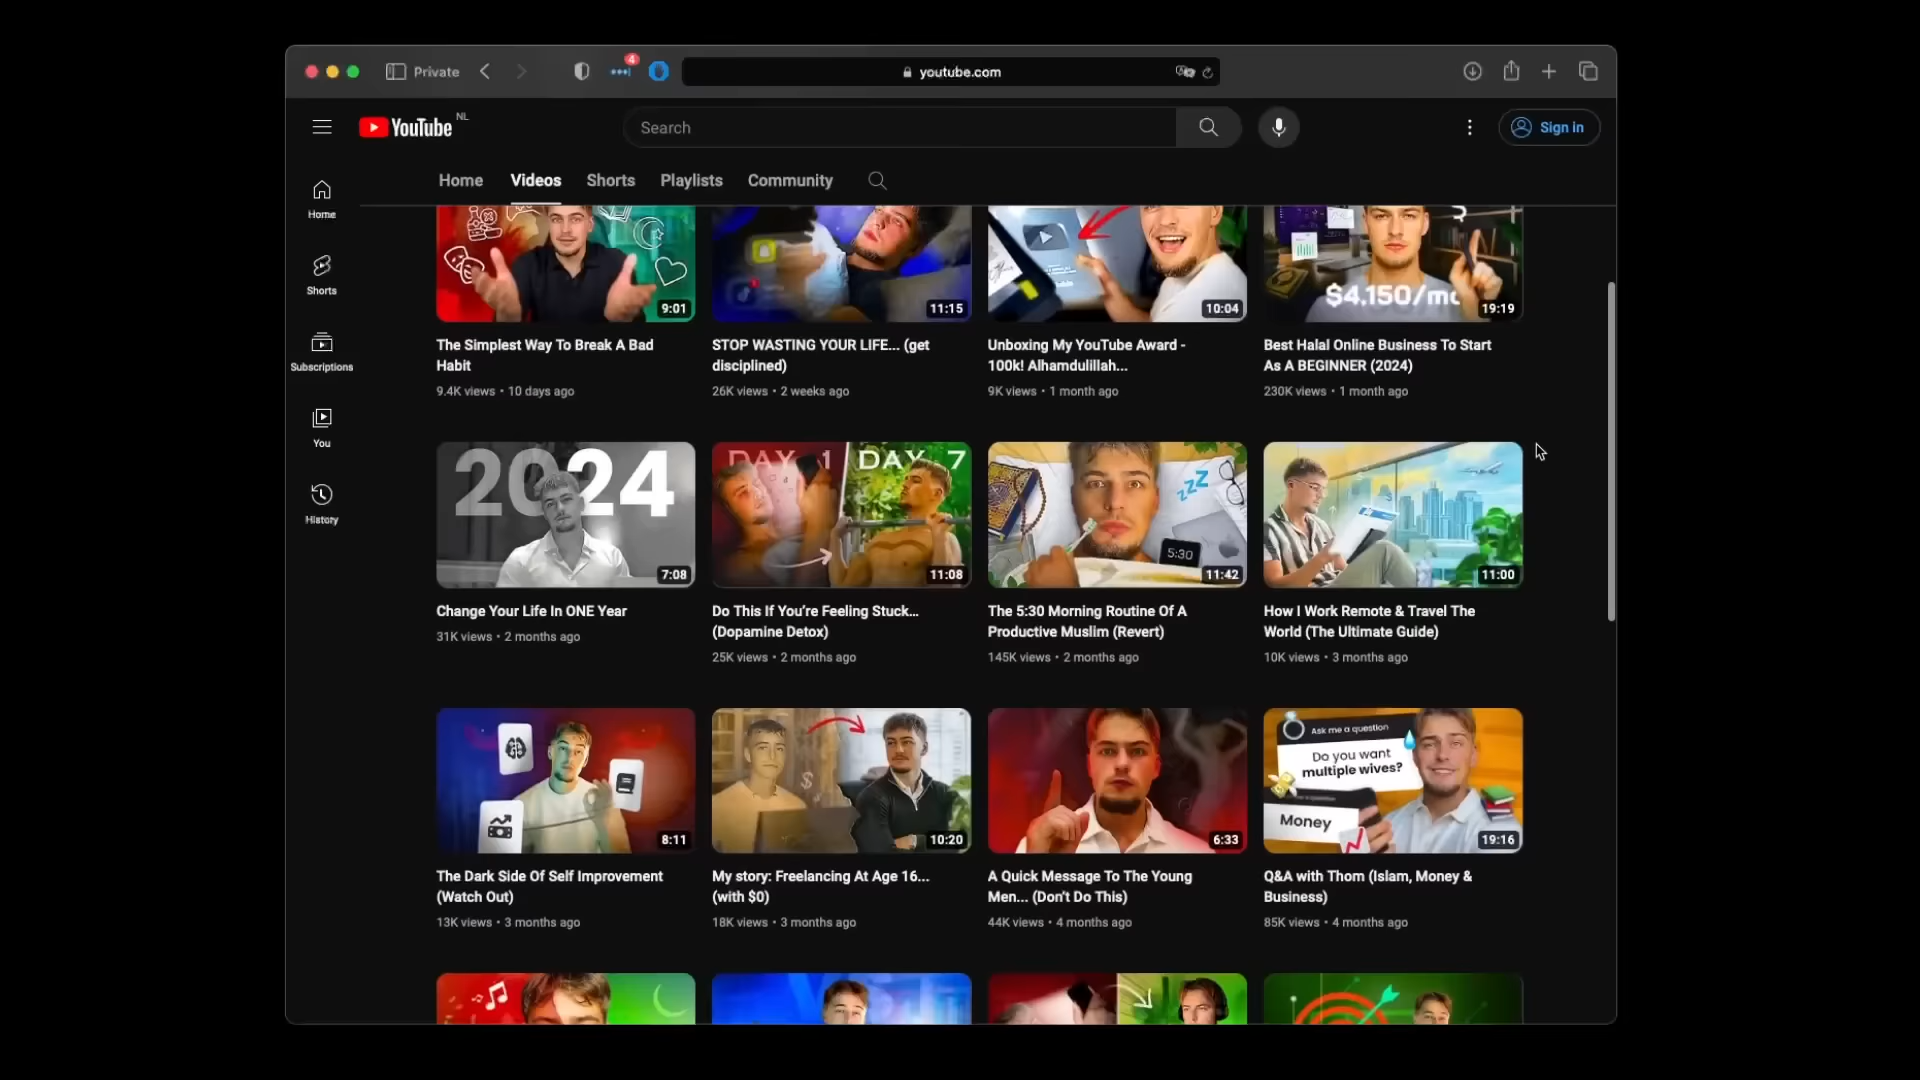 Private
4
youtube.com
YouTube NL
Search
Sign in
Home
Videos
Shorts
Playlists
Community
Home
Shorts
Subscriptions
You
History
9:01
11:15
10:04
$4,150/mo
19:19
The Simplest Way To Break A Bad
Habit
9.4K views • 10 days ago
STOP WASTING YOUR LIFE... (get
disciplined)
26K views • 2 weeks ago
Unboxing My YouTube Award -
100k! Alhamdulillah...
9K views • 1 month ago
Best Halal Online Business To Start
As A BEGINNER (2024)
230K views • 1 month ago
2024
7:08
DAY 1 DAY 7
11:08
zzz
5:30
11:42
11:00
Change Your Life In ONE Year
31K views • 2 months ago
Do This If You're Feeling Stuck...
(Dopamine Detox)
25K views • 2 months ago
The 5:30 Morning Routine Of A
Productive Muslim (Revert)
145K views • 2 months ago
How I Work Remote & Travel The
World (The Ultimate Guide)
10K views • 3 months ago
8:11
$
10:20
6:33
Ask me a question
Do you want
multiple wives?
Money
19:16
The Dark Side Of Self Improvement
(Watch Out)
13K views • 3 months ago
My story: Freelancing At Age 16...
(with $0)
18K views • 3 months ago
A Quick Message To The Young
Men... (Don't Do This)
44K views • 4 months ago
Q&A with Thom (Islam, Money &
Business)
85K views • 4 months ago